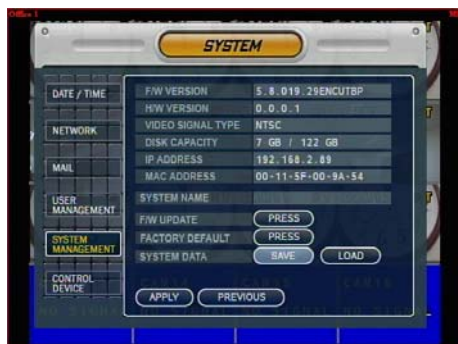 Office 1
SYSTEM
DATE / TIME
NETWORK
MAIL
USER
MANAGEMENT
SYSTEM
MANAGEMENT
CONTROL
DEVICE
F/W VERSION 5.8.019.29ENCUTBP
H/W VERSION 0.0.0.1
VIDEO SIGNAL TYPE NTSC
DISK CAPACITY 7 GB / 122 GB
IP ADDRESS 192.168.2.89
MAC ADDRESS 00-11-5F-00-9A-54
SYSTEM NAME
F/W UPDATE PRESS
FACTORY DEFAULT PRESS
SYSTEM DATA SAVE LOAD
APPLY PREVIOUS